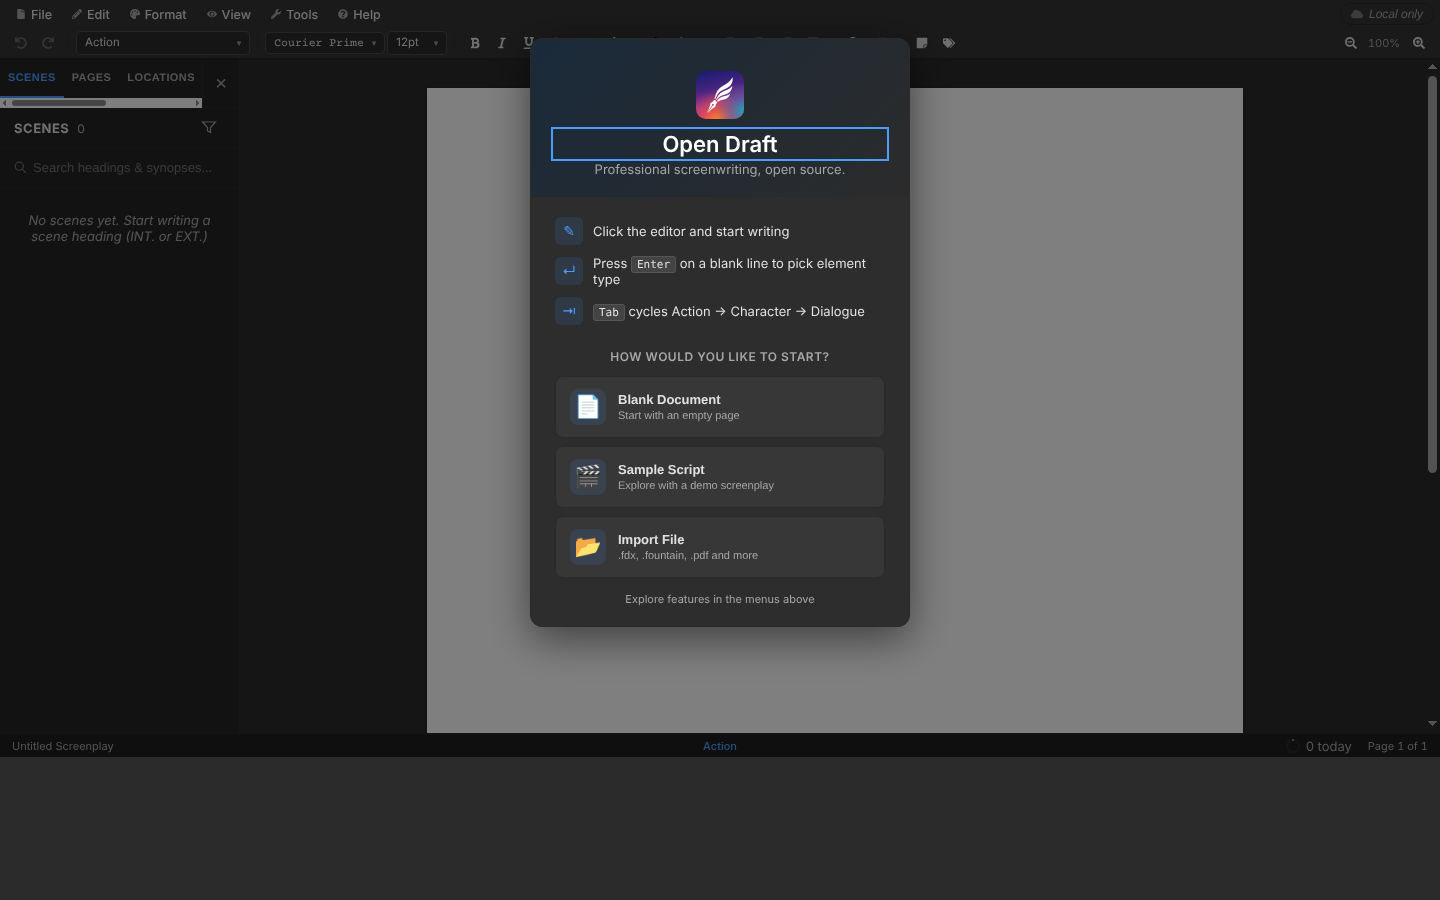 File Edit Format View Tools Help Local only
Action Courier Prime 12pt B I U 100%
SCENES PAGES LOCATIONS
SCENES 0
Search headings & synopses...
No scenes yet. Start writing a
scene heading (INT. or EXT.)
Open Draft
Professional screenwriting, open source.
Click the editor and start writing
Press Enter on a blank line to pick element
type
Tab cycles Action → Character → Dialogue
HOW WOULD YOU LIKE TO START?
Blank Document
Start with an empty page
Sample Script
Explore with a demo screenplay
Import File
.fdx, .fountain, .pdf and more
Explore features in the menus above
Untitled Screenplay Action 0 today Page 1 of 1